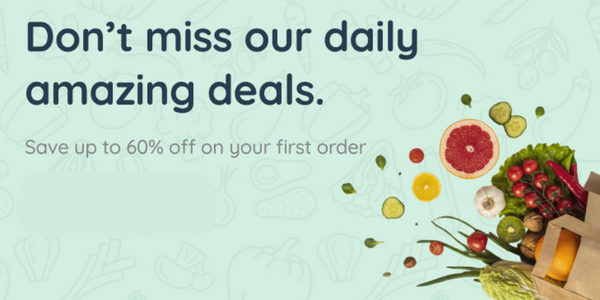 Don’t miss our daily
amazing deals.
Save up to 60% off on your first order